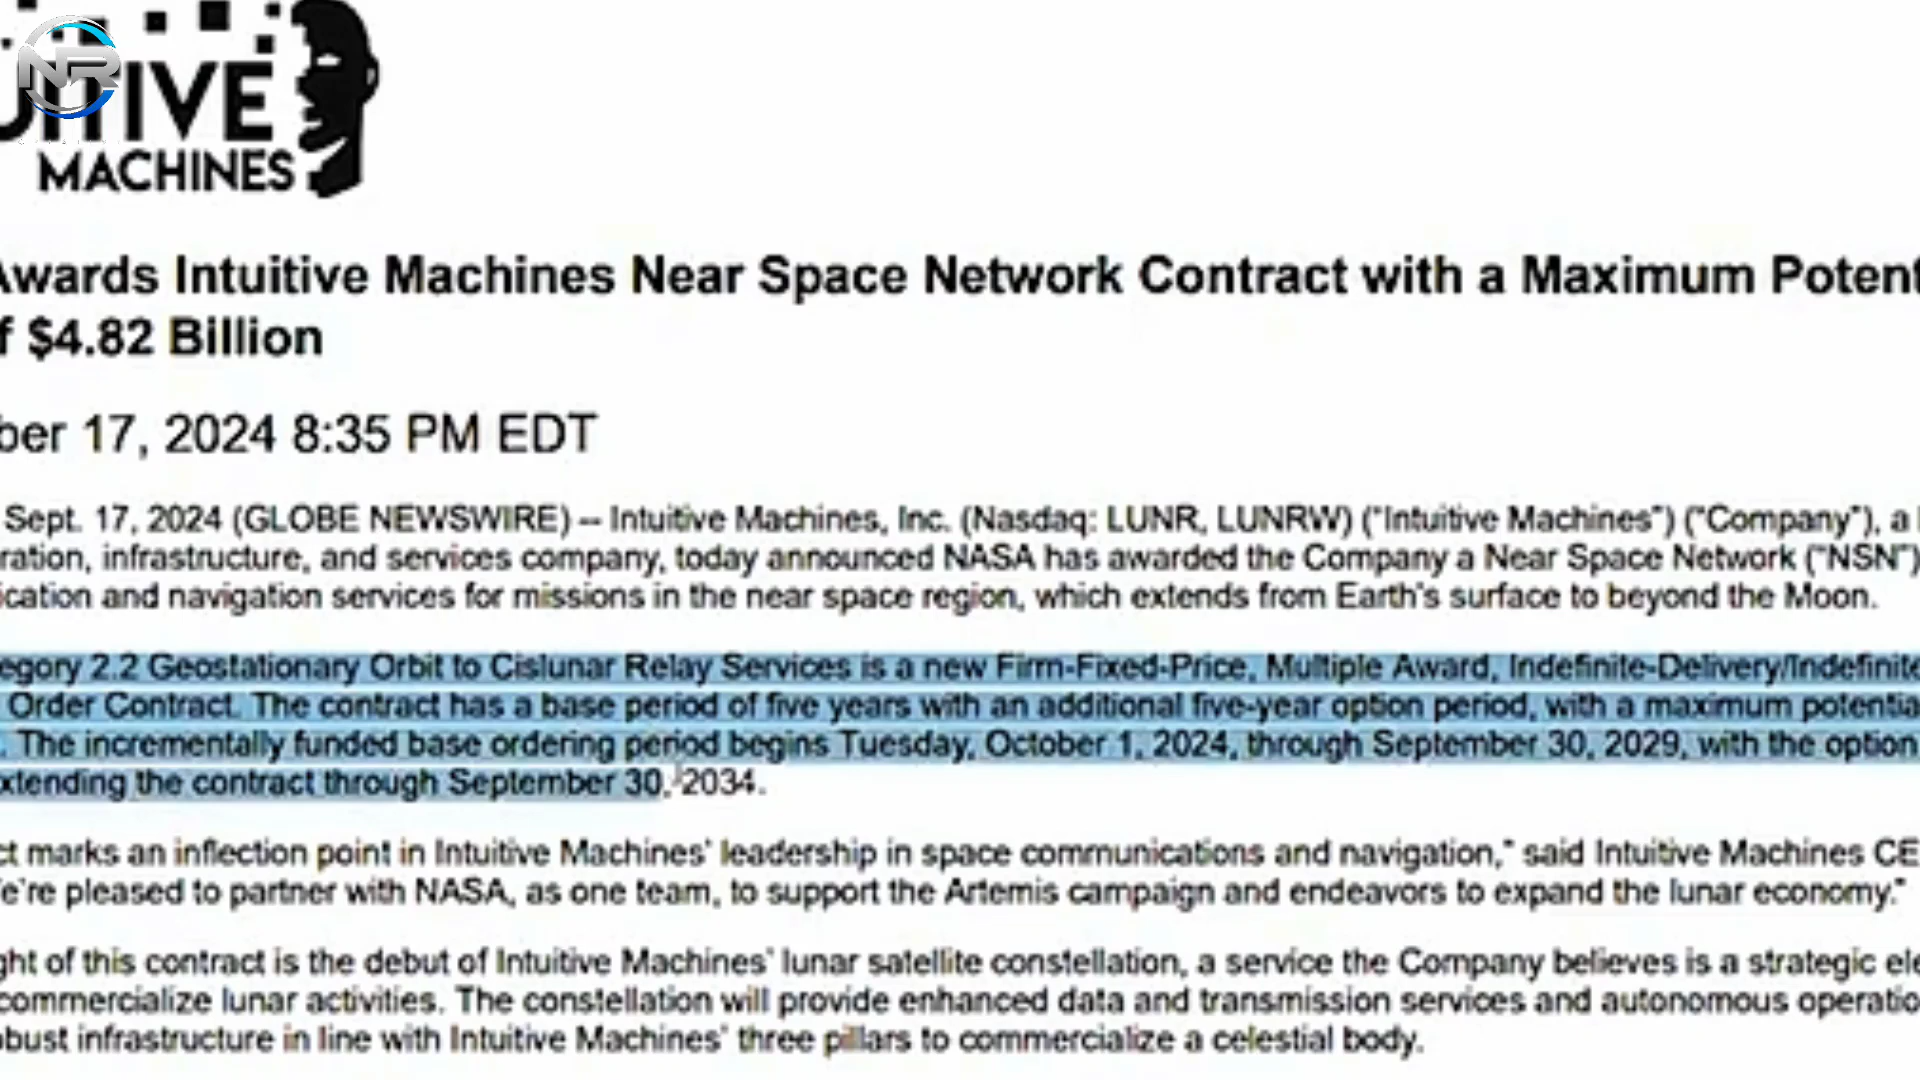 NR
UITIVE
MACHINES
Awards Intuitive Machines Near Space Network Contract with a Maximum Potent
f $4.82 Billion
ber 17, 2024 8:35 PM EDT
Sept. 17, 2024 (GLOBE NEWSWIRE) -- Intuitive Machines, Inc. (Nasdaq: LUNR, LUNRW) ("Intuitive Machines") ("Company"), a
ration, infrastructure, and services company, today announced NASA has awarded the Company a Near Space Network ("NSN")
ication and navigation services for missions in the near space region, which extends from Earth's surface to beyond the Moon.
egory 2.2 Geostationary Orbit to Cislunar Relay Services is a new Firm-Fixed-Price, Multiple Award, Indefinite-Delivery/Indefinite
Order Contract. The contract has a base period of five years with an additional five-year option period, with a maximum potentia
. The incrementally funded base ordering period begins Tuesday, October 1, 2024, through September 30, 2029, with the option
xtending the contract through September 30, 2034.
ct marks an inflection point in Intuitive Machines' leadership in space communications and navigation," said Intuitive Machines CE
e're pleased to partner with NASA, as one team, to support the Artemis campaign and endeavors to expand the lunar economy."
ght of this contract is the debut of Intuitive Machines' lunar satellite constellation, a service the Company believes is a strategic ele
commercialize lunar activities. The constellation will provide enhanced data and transmission services and autonomous operatio
obust infrastructure in line with Intuitive Machines' three pillars to commercialize a celestial body.